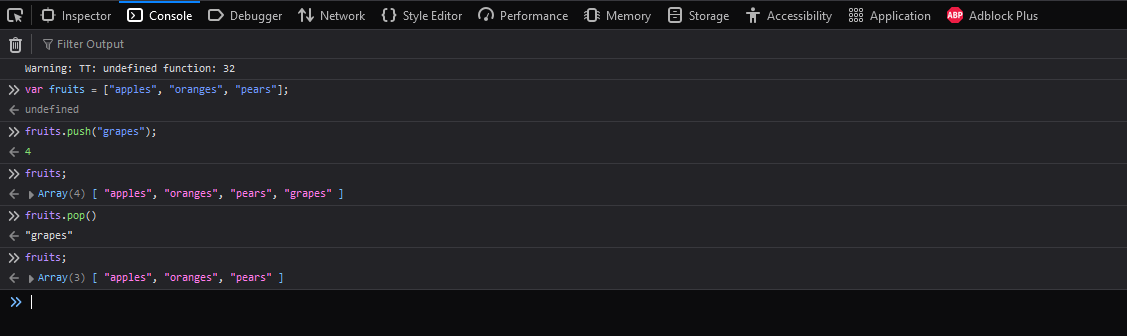 Inspector Console Debugger Network Style Editor Performance Memory Storage Accessibility Application ABP Adblock Plus
Filter Output
Warning: TT: undefined function: 32
var fruits = ["apples", "oranges", "pears"];
undefined
fruits.push("grapes");
4
fruits;
Array(4) [ "apples", "oranges", "pears", "grapes" ]
fruits.pop()
"grapes"
fruits;
Array(3) [ "apples", "oranges", "pears" ]